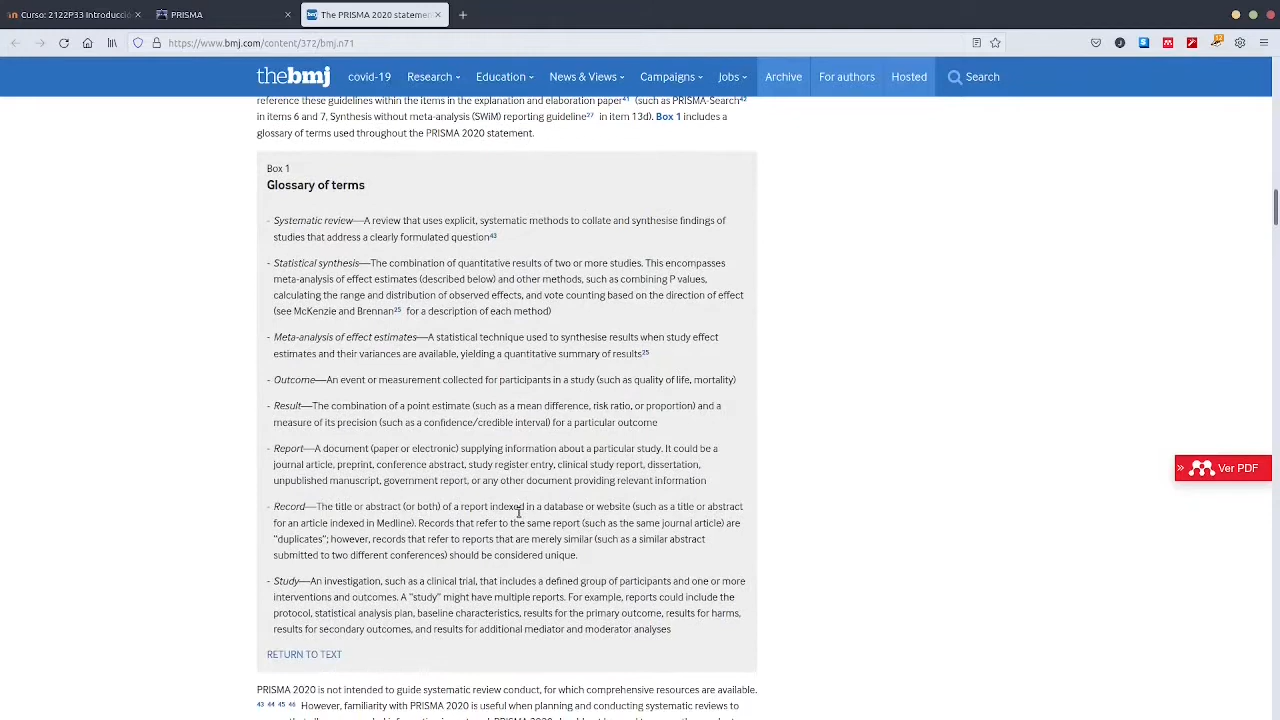 Curso 122P33 Introducció
PRISMA
The PRISMA 2020 statemen
https://www.bmj.com/content/372/bmj.n71
thebmj covid-19 Research Education News & Views Campaigns Jobs Archive For authors Hosted Search
reference these guidelines within the items in the explanation and elaboration paper41 (such as PRISMA-Search42
in items 6 and 7, Synthesis without meta-analysis (SWiM) reporting guideline27 in item 13d). Box 1 includes a
glossary of terms used throughout the PRISMA 2020 statement.
Box 1
Glossary of terms
- Systematic review—A review that uses explicit, systematic methods to collate and synthesise findings of
studies that address a clearly formulated question43
- Statistical synthesis—The combination of quantitative results of two or more studies. This encompasses
meta-analysis of effect estimates (described below) and other methods, such as combining P values,
calculating the range and distribution of observed effects, and vote counting based on the direction of effect
(see McKenzie and Brennan25 for a description of each method)
- Meta-analysis of effect estimates—A statistical technique used to synthesise results when study effect
estimates and their variances are available, yielding a quantitative summary of results25
- Outcome—An event or measurement collected for participants in a study (such as quality of life, mortality)
- Result—The combination of a point estimate (such as a mean difference, risk ratio, or proportion) and a
measure of its precision (such as a confidence/credible interval) for a particular outcome
- Report—A document (paper or electronic) supplying information about a particular study. It could be a
journal article, preprint, conference abstract, study register entry, clinical study report, dissertation,
unpublished manuscript, government report, or any other document providing relevant information
- Record—The title or abstract (or both) of a report indexed in a database or website (such as a title or abstract
for an article indexed in Medline). Records that refer to the same report (such as the same journal article) are
"duplicates"; however, records that refer to reports that are merely similar (such as a similar abstract
submitted to two different conferences) should be considered unique.
- Study—An investigation, such as a clinical trial, that includes a defined group of participants and one or more
interventions and outcomes. A "study" might have multiple reports. For example, reports could include the
protocol, statistical analysis plan, baseline characteristics, results for the primary outcome, results for harms,
results for secondary outcomes, and results for additional mediator and moderator analyses
RETURN TO TEXT
PRISMA 2020 is not intended to guide systematic review conduct, for which comprehensive resources are available.
43 44 45 46 However, familiarity with PRISMA 2020 is useful when planning and conducting systematic reviews to
Ver PDF